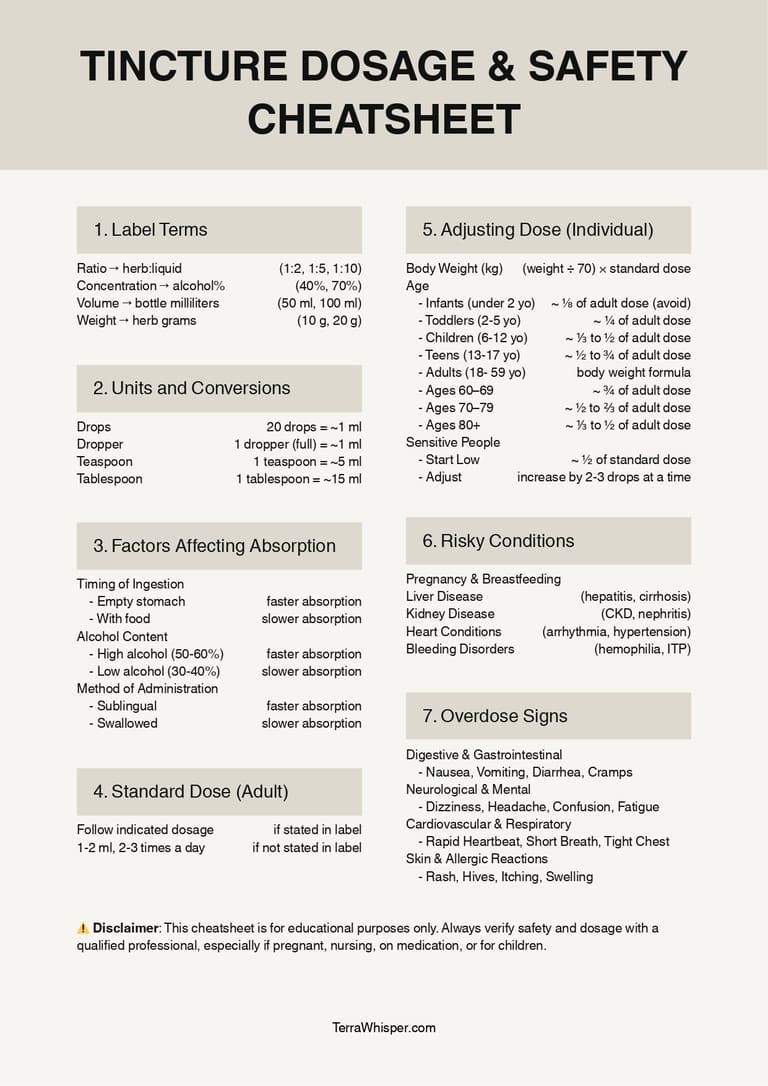 TINCTURE DOSAGE & SAFETY
CHEATSHEET
1. Label Terms
Ratio → herb:liquid (1:2, 1:5, 1:10)
Concentration → alcohol% (40%, 70%)
Volume → bottle milliliters (50 ml, 100 ml)
Weight → herb grams (10 g, 20 g)
2. Units and Conversions
Drops 20 drops = ~1 ml
Dropper 1 dropper (full) = ~1 ml
Teaspoon 1 teaspoon = ~5 ml
Tablespoon 1 tablespoon = ~15 ml
3. Factors Affecting Absorption
Timing of Ingestion
- Empty stomach faster absorption
- With food slower absorption
Alcohol Content
- High alcohol (50-60%) faster absorption
- Low alcohol (30-40%) slower absorption
Method of Administration
- Sublingual faster absorption
- Swallowed slower absorption
4. Standard Dose (Adult)
Follow indicated dosage if stated in label
1-2 ml, 2-3 times a day if not stated in label
5. Adjusting Dose (Individual)
Body Weight (kg) (weight ÷ 70) × standard dose
Age
- Infants (under 2 yo) ~ ⅛ of adult dose (avoid)
- Toddlers (2-5 yo) ~ ¼ of adult dose
- Children (6-12 yo) ~ ⅓ to ½ of adult dose
- Teens (13-17 yo) ~ ½ to ¾ of adult dose
- Adults (18- 59 yo) body weight formula
- Ages 60–69 ~ ¾ of adult dose
- Ages 70–79 ~ ½ to ⅔ of adult dose
- Ages 80+ ~ ⅓ to ½ of adult dose
Sensitive People
- Start Low ~ ½ of standard dose
- Adjust increase by 2-3 drops at a time
6. Risky Conditions
Pregnancy & Breastfeeding
Liver Disease (hepatitis, cirrhosis)
Kidney Disease (CKD, nephritis)
Heart Conditions (arrhythmia, hypertension)
Bleeding Disorders (hemophilia, ITP)
7. Overdose Signs
Digestive & Gastrointestinal
- Nausea, Vomiting, Diarrhea, Cramps
Neurological & Mental
- Dizziness, Headache, Confusion, Fatigue
Cardiovascular & Respiratory
- Rapid Heartbeat, Short Breath, Tight Chest
Skin & Allergic Reactions
- Rash, Hives, Itching, Swelling
⚠️ Disclaimer: This cheatsheet is for educational purposes only. Always verify safety and dosage with a
qualified professional, especially if pregnant, nursing, on medication, or for children.
TerraWhisper.com